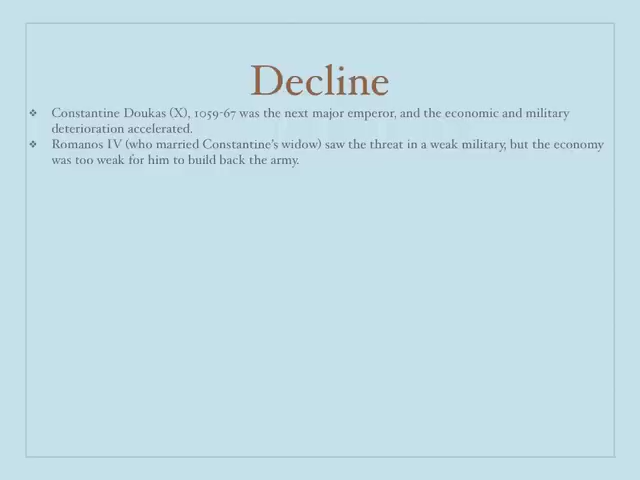 Decline
❖ Constantine Doukas (X), 1059-67 was the next major emperor, and the economic and military
deterioration accelerated.
❖ Romanos IV (who married Constantine's widow) saw the threat in a weak military, but the economy
was too weak for him to build back the army.